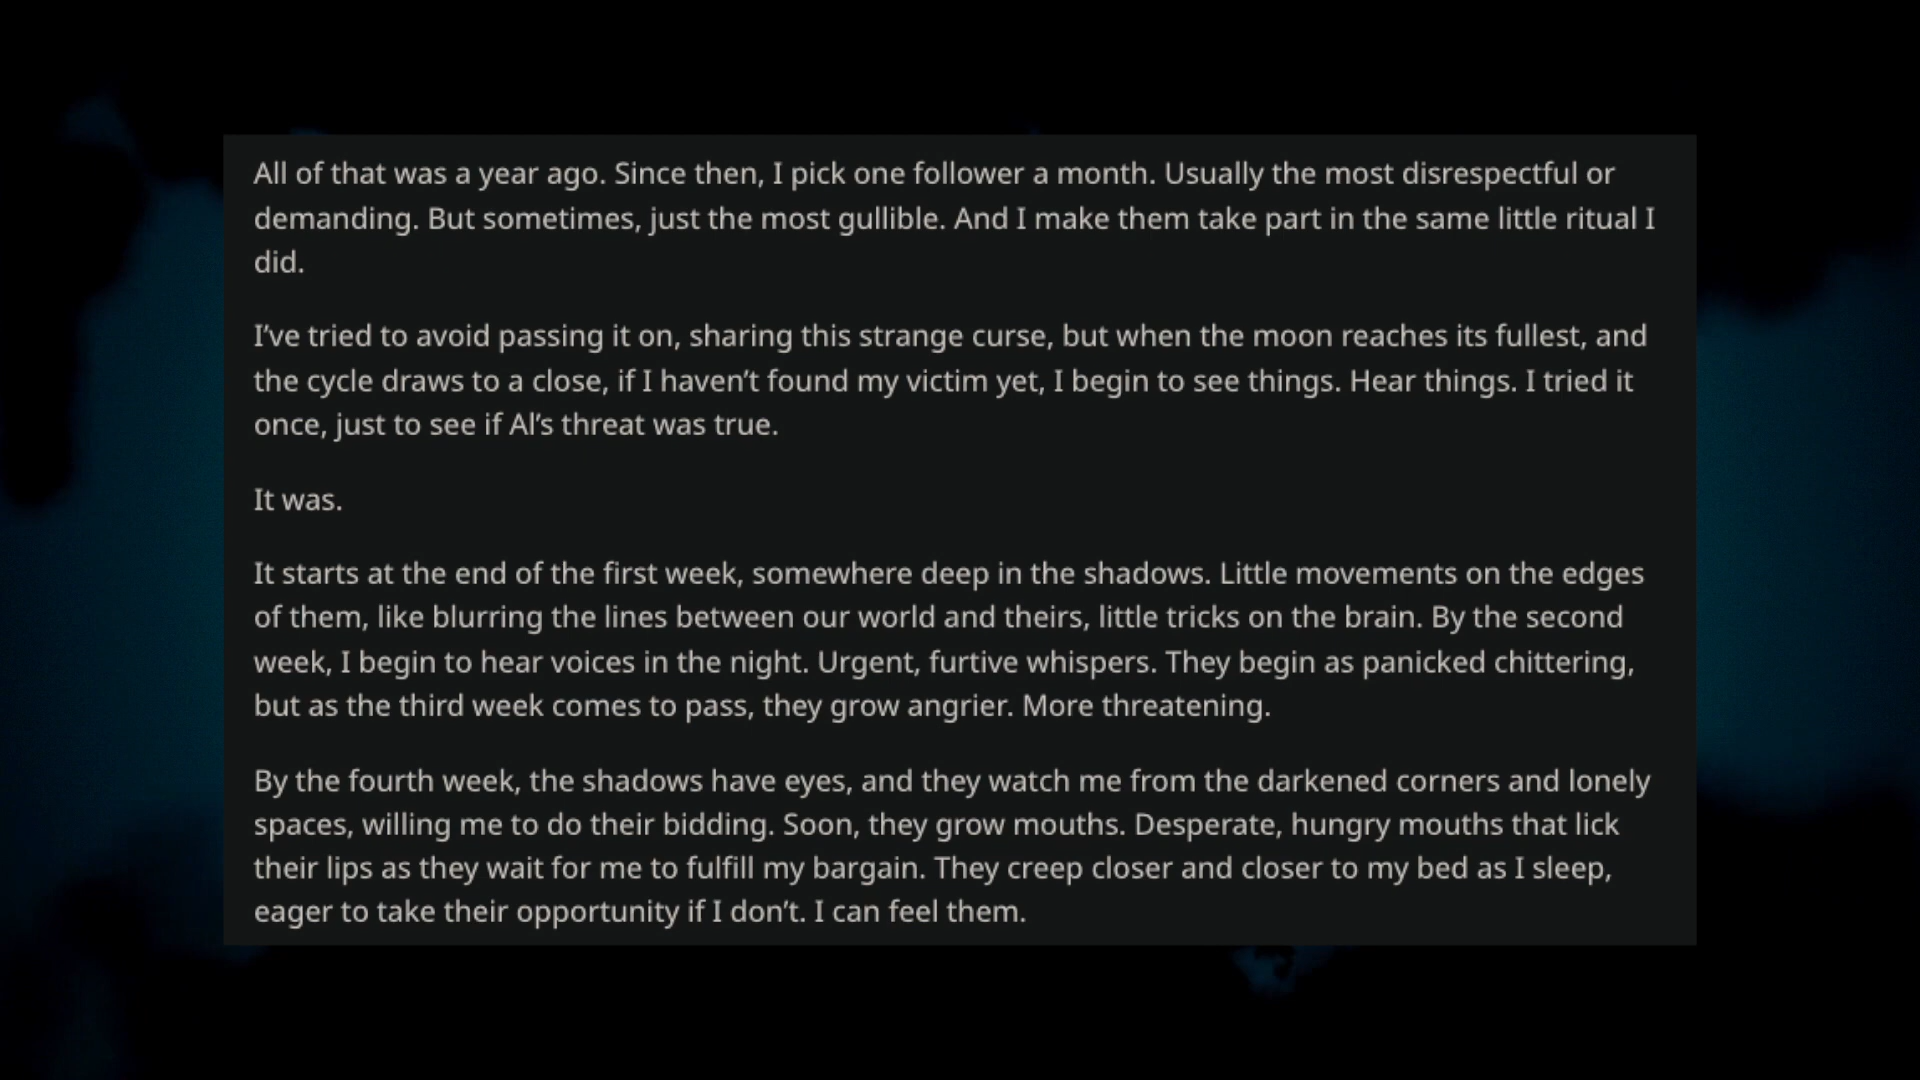 All of that was a year ago. Since then, I pick one follower a month. Usually the most disrespectful or
demanding. But sometimes, just the most gullible. And I make them take part in the same little ritual I
did.
I’ve tried to avoid passing it on, sharing this strange curse, but when the moon reaches its fullest, and
the cycle draws to a close, if I haven’t found my victim yet, I begin to see things. Hear things. I tried it
once, just to see if Al’s threat was true.
It was.
It starts at the end of the first week, somewhere deep in the shadows. Little movements on the edges
of them, like blurring the lines between our world and theirs, little tricks on the brain. By the second
week, I begin to hear voices in the night. Urgent, furtive whispers. They begin as panicked chittering,
but as the third week comes to pass, they grow angrier. More threatening.
By the fourth week, the shadows have eyes, and they watch me from the darkened corners and lonely
spaces, willing me to do their bidding. Soon, they grow mouths. Desperate, hungry mouths that lick
their lips as they wait for me to fulfill my bargain. They creep closer and closer to my bed as I sleep,
eager to take their opportunity if I don’t. I can feel them.